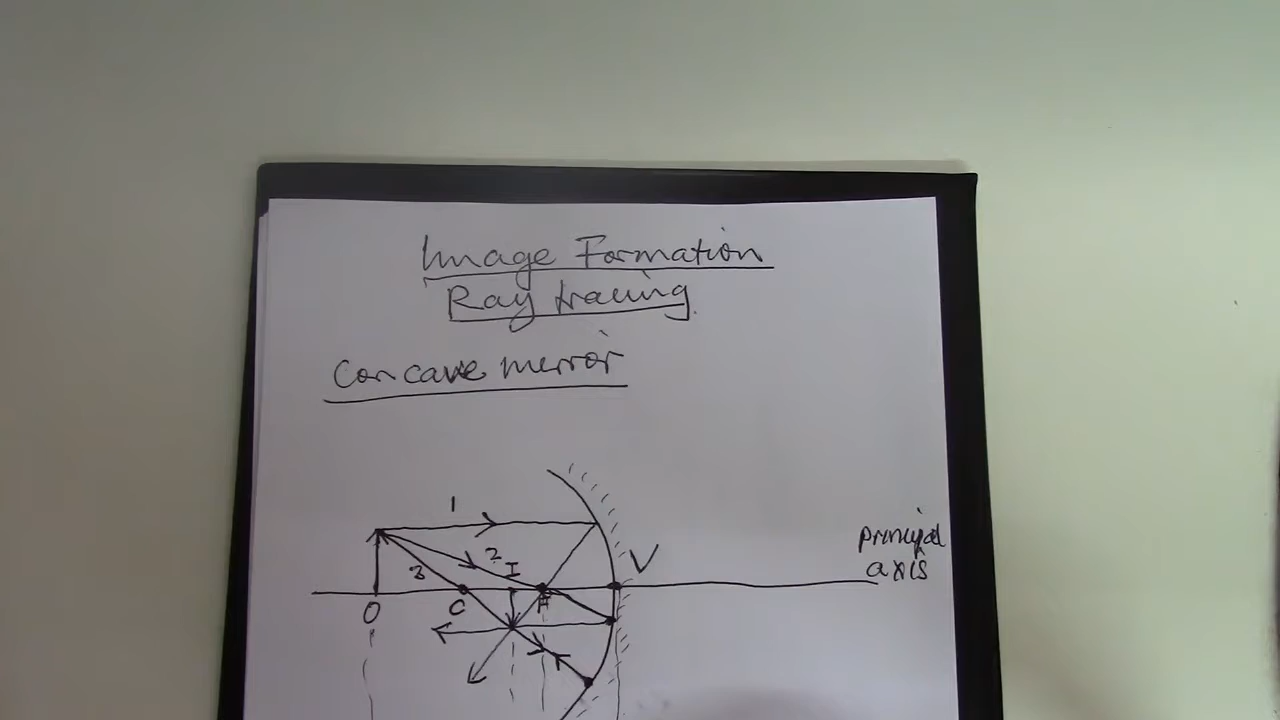 Image Formation
Ray tracing
Concave mirror
1
V
principal
axis
2
3
I
O
C
F